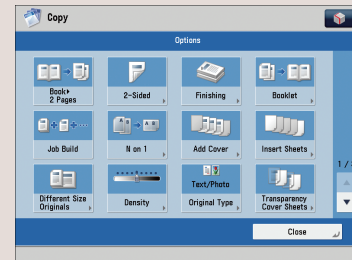 Copy
Options
Book▸
2 Pages
2-Sided
Finishing
Booklet
Job Build
N on 1
Add Cover
Insert Sheets
1 /
Different Size
Originals
Density
Text/Photo
Original Type
Transparency
Cover Sheets
Close